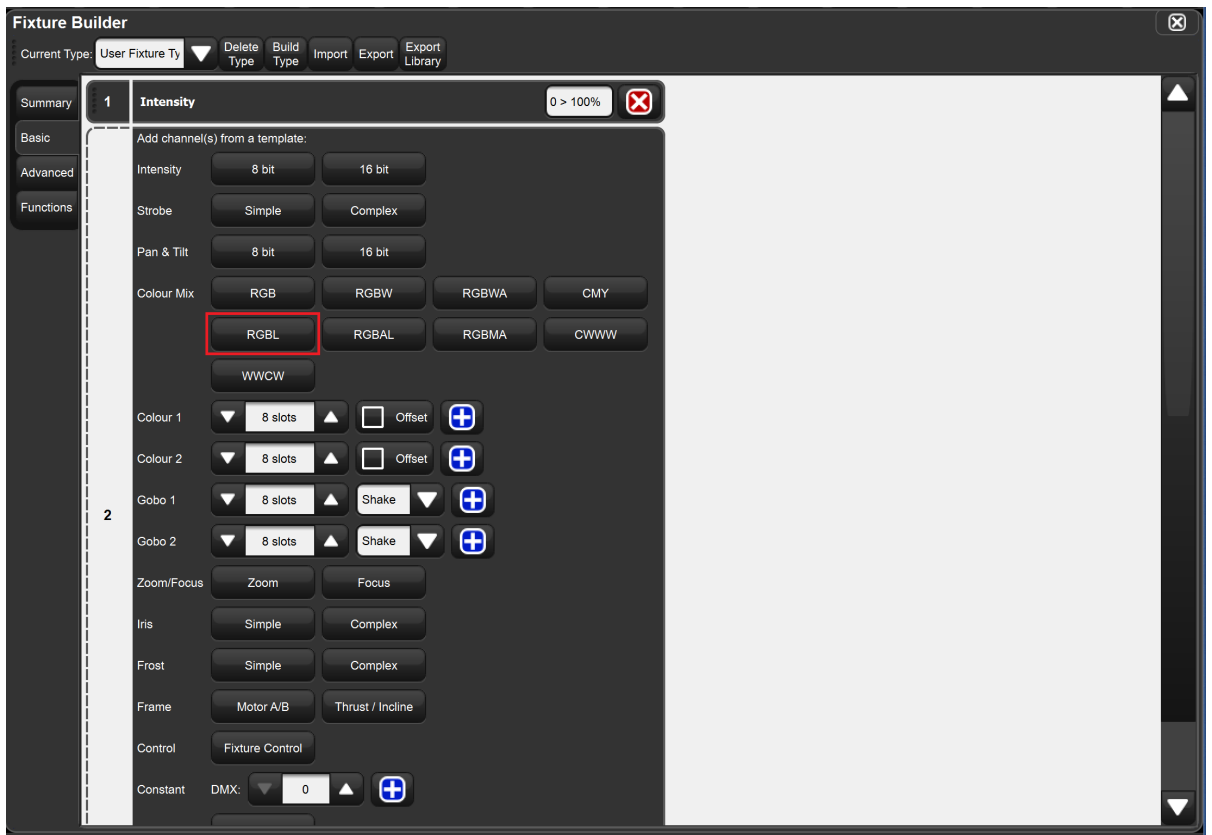 Fixture Builder
Current Type: User Fixture Ty Delete Type Build Type Import Export Export Library
Summary
Basic
Advanced
Functions
1 Intensity 0 > 100%
2
Add channel(s) from a template:
Intensity 8 bit 16 bit
Strobe Simple Complex
Pan & Tilt 8 bit 16 bit
Colour Mix RGB RGBW RGBWA CMY
RGBL RGBAL RGBMA CWWW
WWCW
Colour 1 8 slots Offset
Colour 2 8 slots Offset
Gobo 1 8 slots Shake
Gobo 2 8 slots Shake
Zoom/Focus Zoom Focus
Iris Simple Complex
Frost Simple Complex
Frame Motor A/B Thrust / Incline
Control Fixture Control
Constant DMX: 0